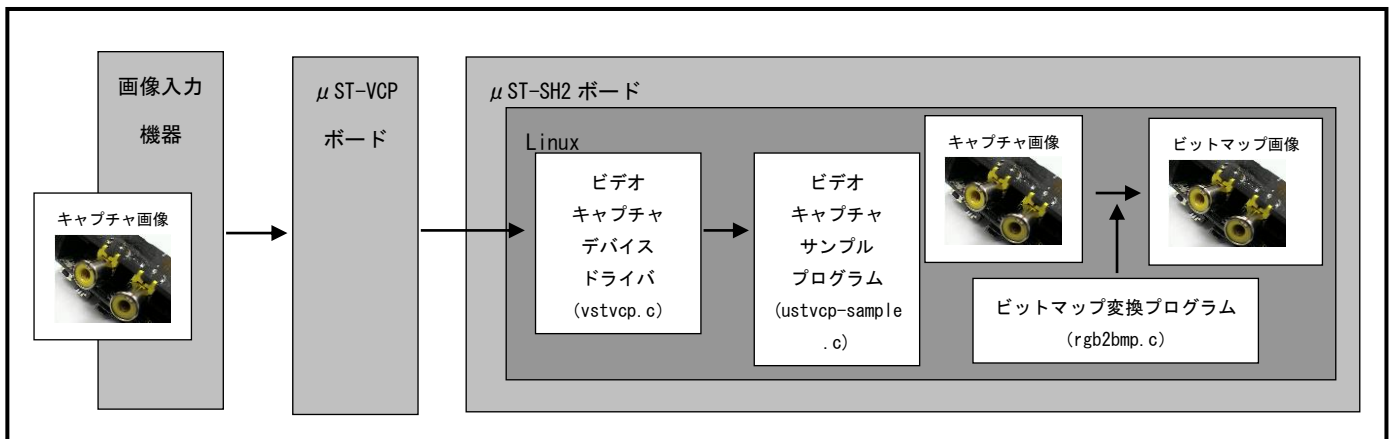 画像入力
機器
キャプチャ画像
μST-VCP
ボード
μST-SH2 ボード
Linux
ビデオ
キャプチャ
デバイス
ドライバ
(vstvcp.c)
ビデオ
キャプチャ
サンプル
プログラム
(ustvcp-sample
.c)
キャプチャ画像
ビットマップ画像
ビットマップ変換プログラム
(rgb2bmp.c)